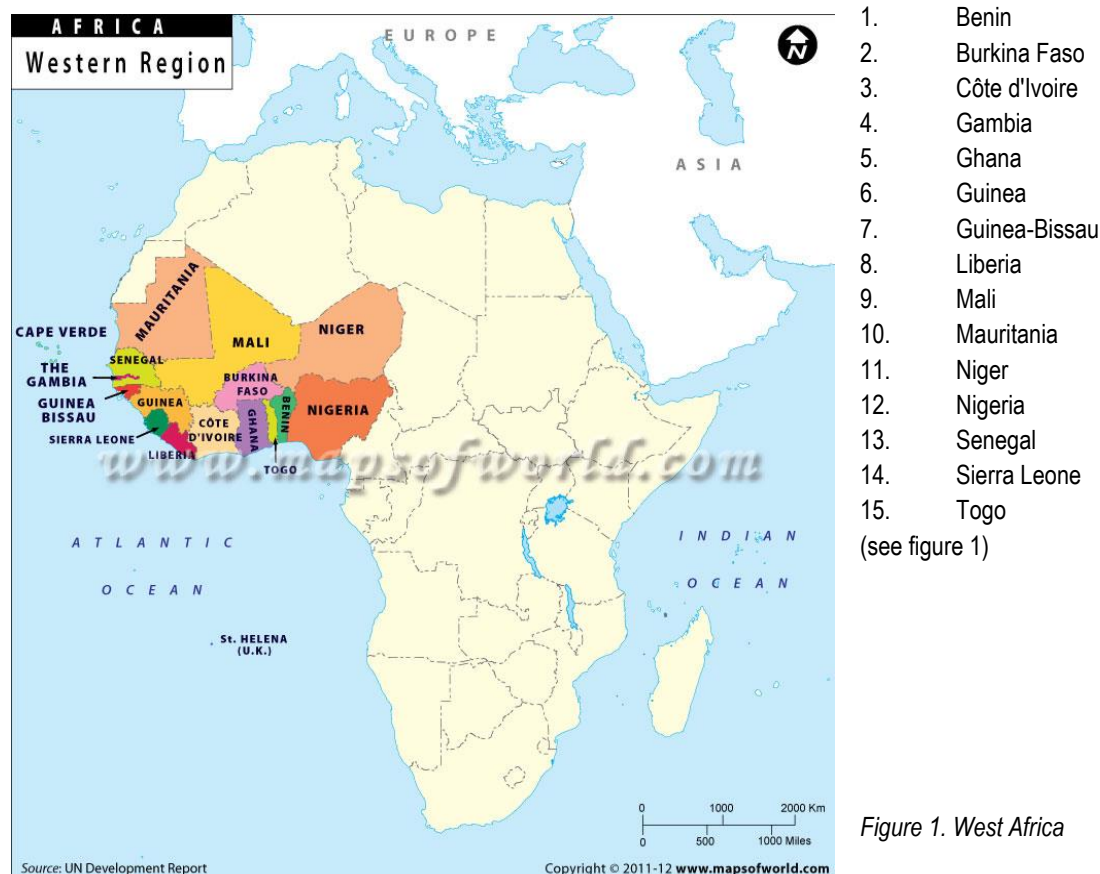 AFRICA
Western Region
EUROPE
N
ASIA
MAURITANIA
NIGER
CAPE VERDE
MALI
SENEGAL
THE
GAMBIA
BURKINA
FASO
GUINEA
BISSAU
GUINEA
NIGERIA
BENIN
GHANA
CÔTE
D'IVOIRE
SIERRA LEONE
LIBERIA
TOGO
www.mapsofworld.com
ATLANTIC
OCEAN
INDIAN
OCEAN
St. HELENA
(U.K.)
0 1000 2000 Km
0 500 1000 Miles
Source: UN Development Report
Copyright © 2011-12 www.mapsofworld.com
1. Benin
2. Burkina Faso
3. Côte d'Ivoire
4. Gambia
5. Ghana
6. Guinea
7. Guinea-Bissau
8. Liberia
9. Mali
10. Mauritania
11. Niger
12. Nigeria
13. Senegal
14. Sierra Leone
15. Togo
(see figure 1)
Figure 1. West Africa